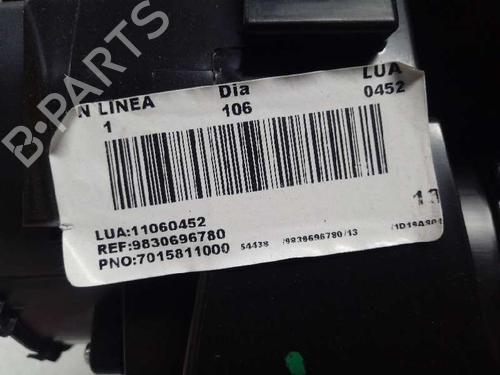 N LINEA Dia LUA
1 106 0452
LUA:11060452
REF:9830696780
PNO:7015811000 54438 /9830696780/13
B-PARTS